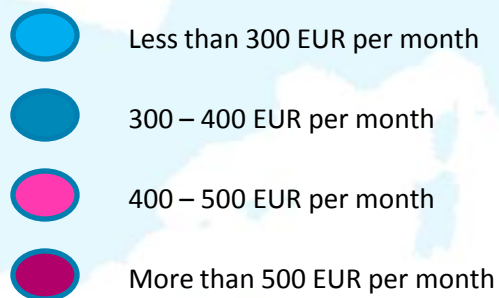 Less than 300 EUR per month
300 – 400 EUR per month
400 – 500 EUR per month
More than 500 EUR per month